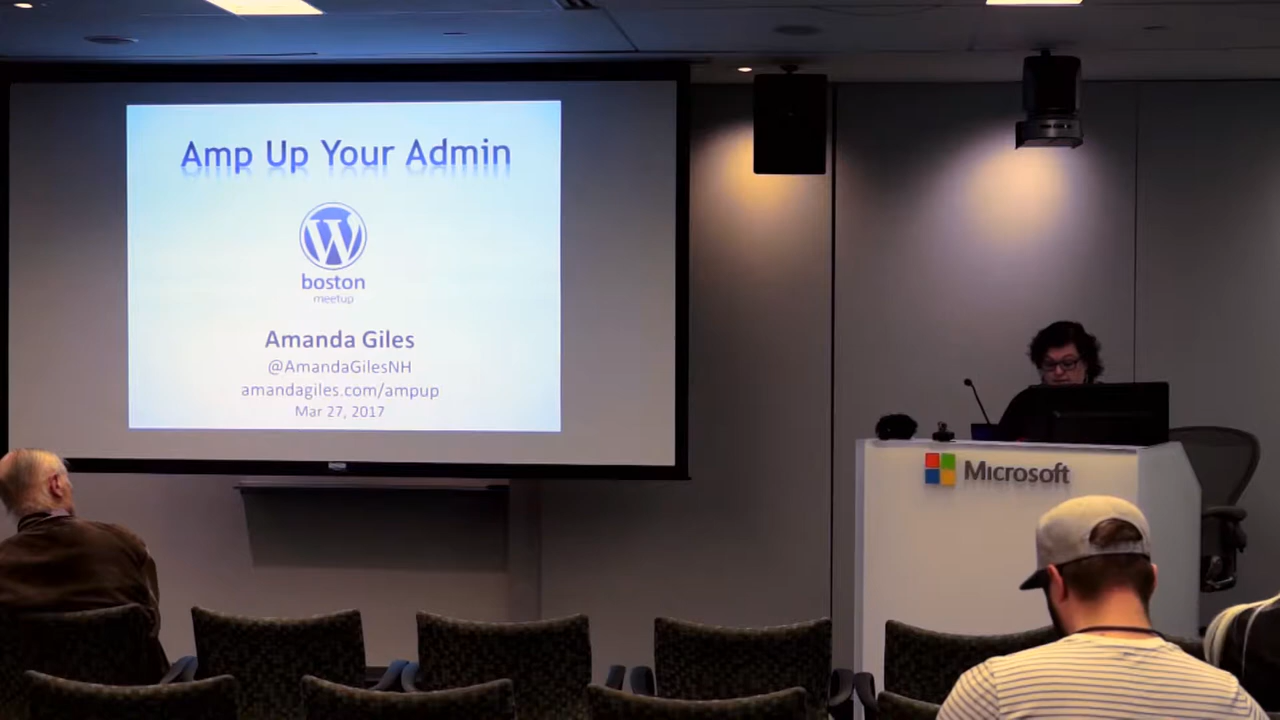 Amp Up Your Admin
boston
meetup
Amanda Giles
@AmandaGilesNH
amandagiles.com/ampup
Mar 27, 2017
Microsoft